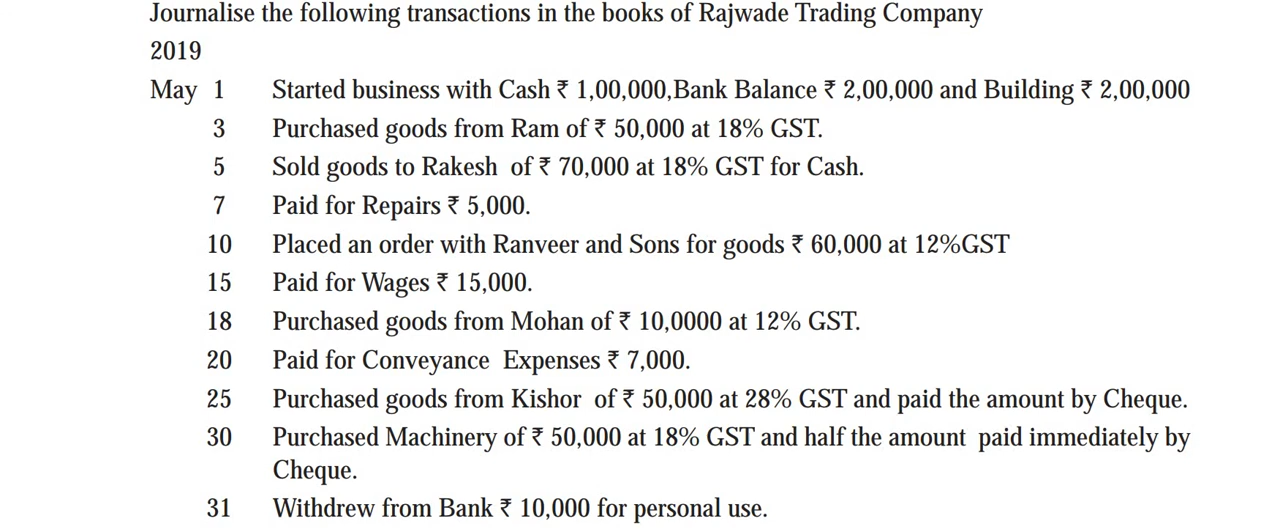 Journalise the following transactions in the books of Rajwade Trading Company
2019
May 1 Started business with Cash ₹ 1,00,000,Bank Balance ₹ 2,00,000 and Building ₹ 2,00,000
3 Purchased goods from Ram of ₹ 50,000 at 18% GST.
5 Sold goods to Rakesh of ₹ 70,000 at 18% GST for Cash.
7 Paid for Repairs ₹ 5,000.
10 Placed an order with Ranveer and Sons for goods ₹ 60,000 at 12%GST
15 Paid for Wages ₹ 15,000.
18 Purchased goods from Mohan of ₹ 10,0000 at 12% GST.
20 Paid for Conveyance Expenses ₹ 7,000.
25 Purchased goods from Kishor of ₹ 50,000 at 28% GST and paid the amount by Cheque.
30 Purchased Machinery of ₹ 50,000 at 18% GST and half the amount paid immediately by
Cheque.
31 Withdrew from Bank ₹ 10,000 for personal use.